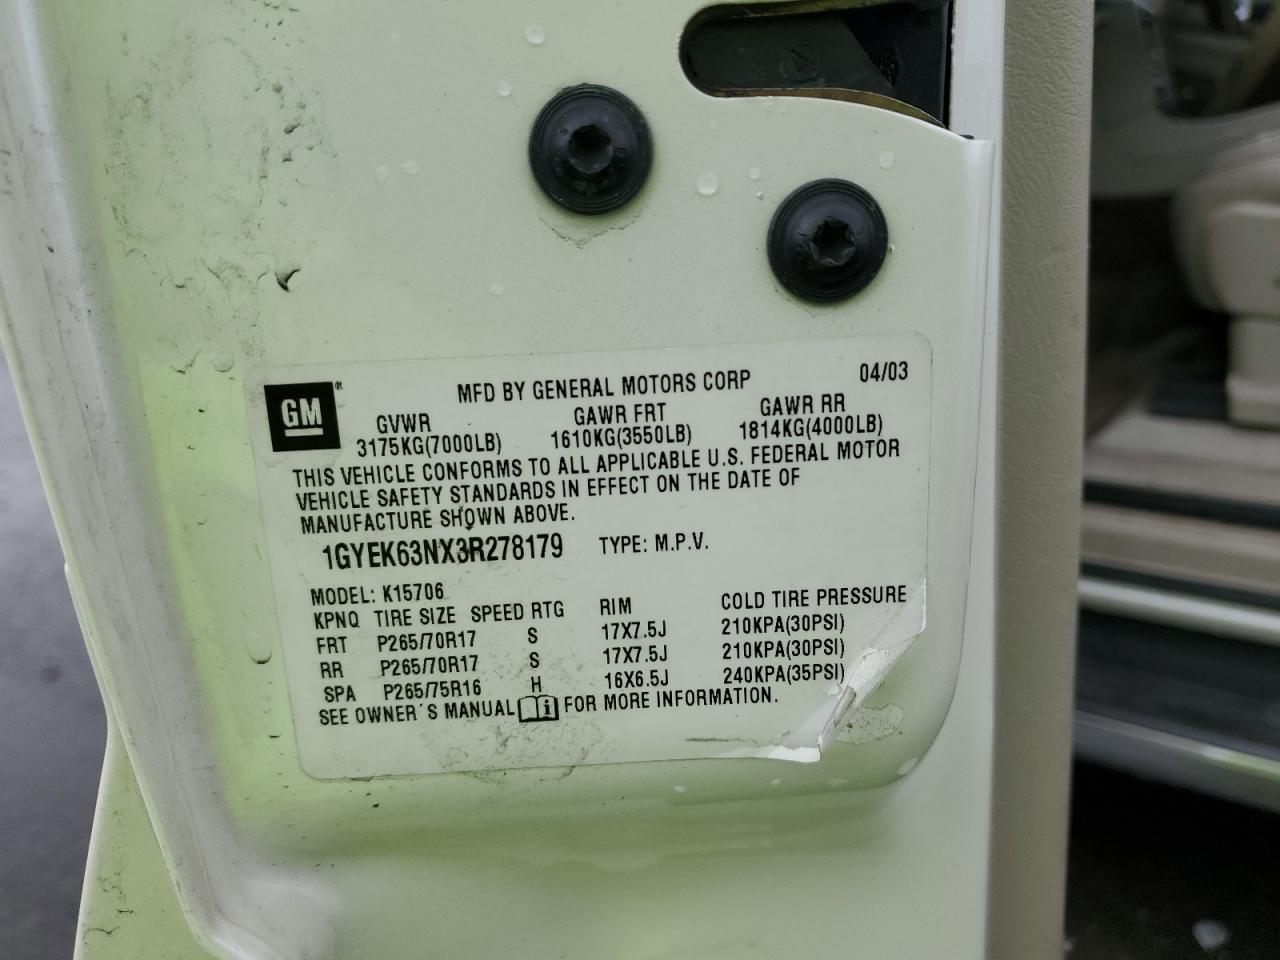 GM ®
MFD BY GENERAL MOTORS CORP 04/03
GVWR GAWR FRT GAWR RR
3175KG(7000LB) 1610KG(3550LB) 1814KG(4000LB)
THIS VEHICLE CONFORMS TO ALL APPLICABLE U.S. FEDERAL MOTOR
VEHICLE SAFETY STANDARDS IN EFFECT ON THE DATE OF
MANUFACTURE SHOWN ABOVE.
1GYEK63NX3R278179 TYPE: M.P.V.
MODEL: K15706
KPNQ TIRE SIZE SPEED RTG RIM COLD TIRE PRESSURE
FRT P265/70R17 S 17X7.5J 210KPA(30PSI)
RR P265/70R17 S 17X7.5J 210KPA(30PSI)
SPA P265/75R16 H 16X6.5J 240KPA(35PSI)
SEE OWNER'S MANUAL FOR MORE INFORMATION.